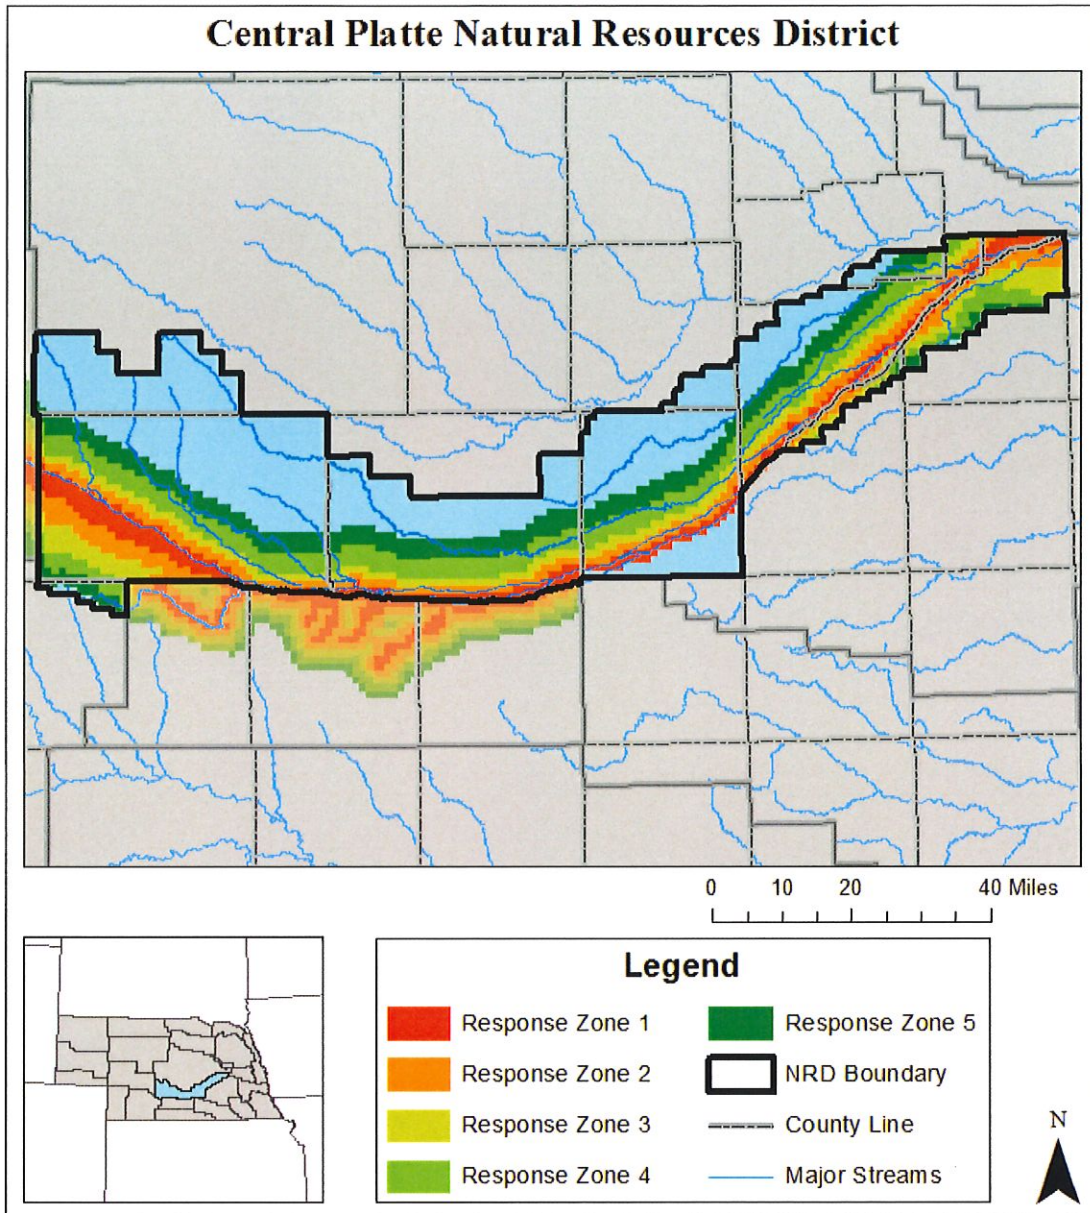 Central Platte Natural Resources District
0 10 20 40 Miles
Legend
Response Zone 1
Response Zone 2
Response Zone 3
Response Zone 4
Response Zone 5
NRD Boundary
County Line
Major Streams
N